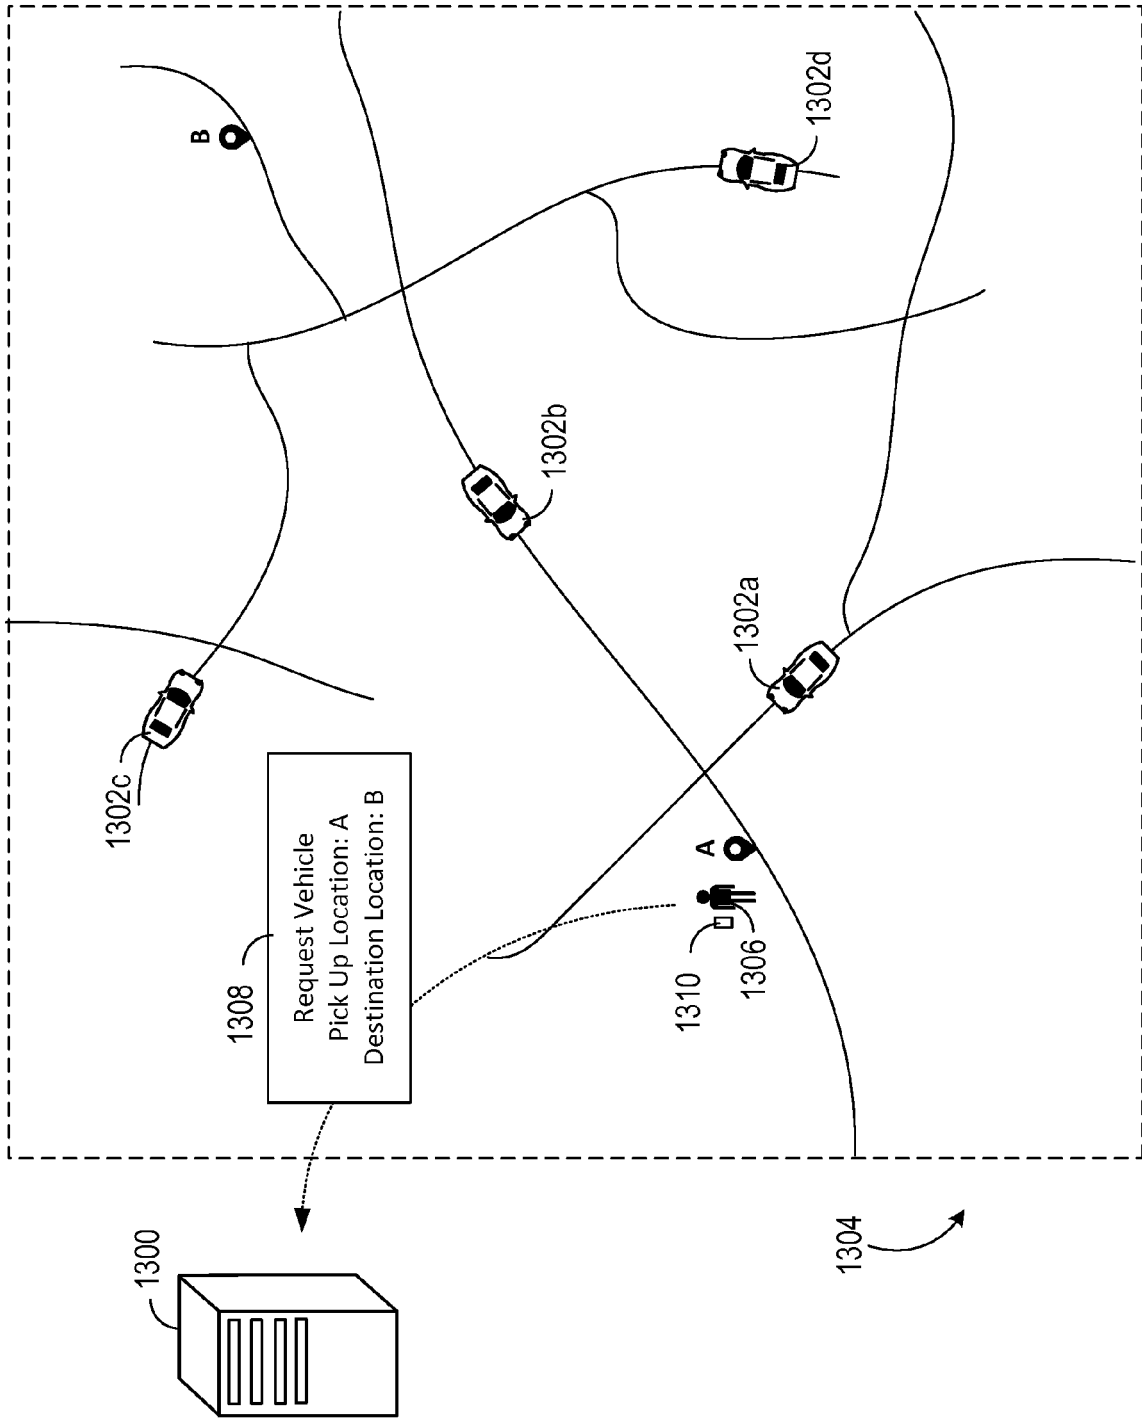 1300
1304
1308
Request Vehicle
Pick Up Location: A
Destination Location: B
1302c
B
1302b
1302d
1302a
A
1310
1306